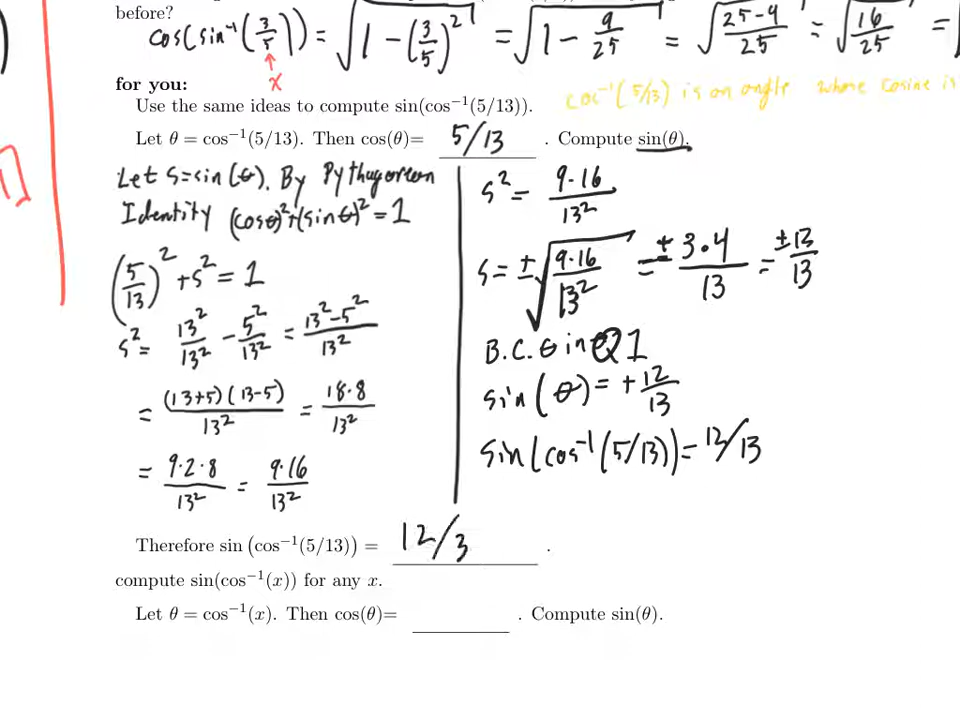 before?
cos(sin⁻¹(3/5)) = √(1 − (3/5)²) = √(1 − 9/25) = √((25-9)/25) = √(16/25) =
↑
x
for you:
cos⁻¹(5/13) is an angle whose cosine is
Use the same ideas to compute sin(cos⁻¹(5/13)).
Let θ = cos⁻¹(5/13). Then cos(θ)= 5/13 . Compute sin(θ).
Let s=sin(θ). By Pythagorean
Identity (cosθ)²+(sinθ)²=1
(5/13)² + s² = 1
s² = 13²/13² − 5²/13² = (13²-5²)/13²
= (13+5)(13-5)/13² = 18·8/13²
= 9·2·8/13² = 9·16/13²
s² = 9·16/13²
s = ±√(9·16/13²) = ±3·4/13 = ±12/13
B.C. θ in Q1
sin(θ) = +12/13
sin(cos⁻¹(5/13)) = 12/13
Therefore sin (cos⁻¹(5/13)) = 12/3 .
compute sin(cos⁻¹(x)) for any x.
Let θ = cos⁻¹(x). Then cos(θ)= . Compute sin(θ).